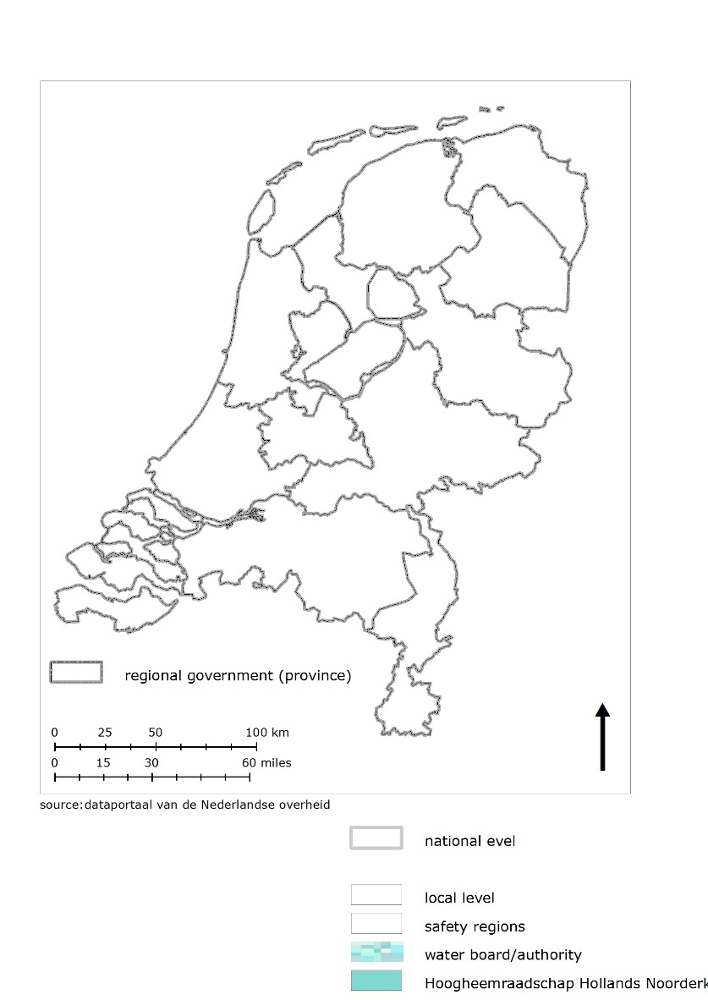 regional government (province)
0 25 50 100 km
0 15 30 60 miles
source:dataportaal van de Nederlandse overheid
national evel
local level
safety regions
water board/authority
Hoogheemraadschap Hollands Noorderk